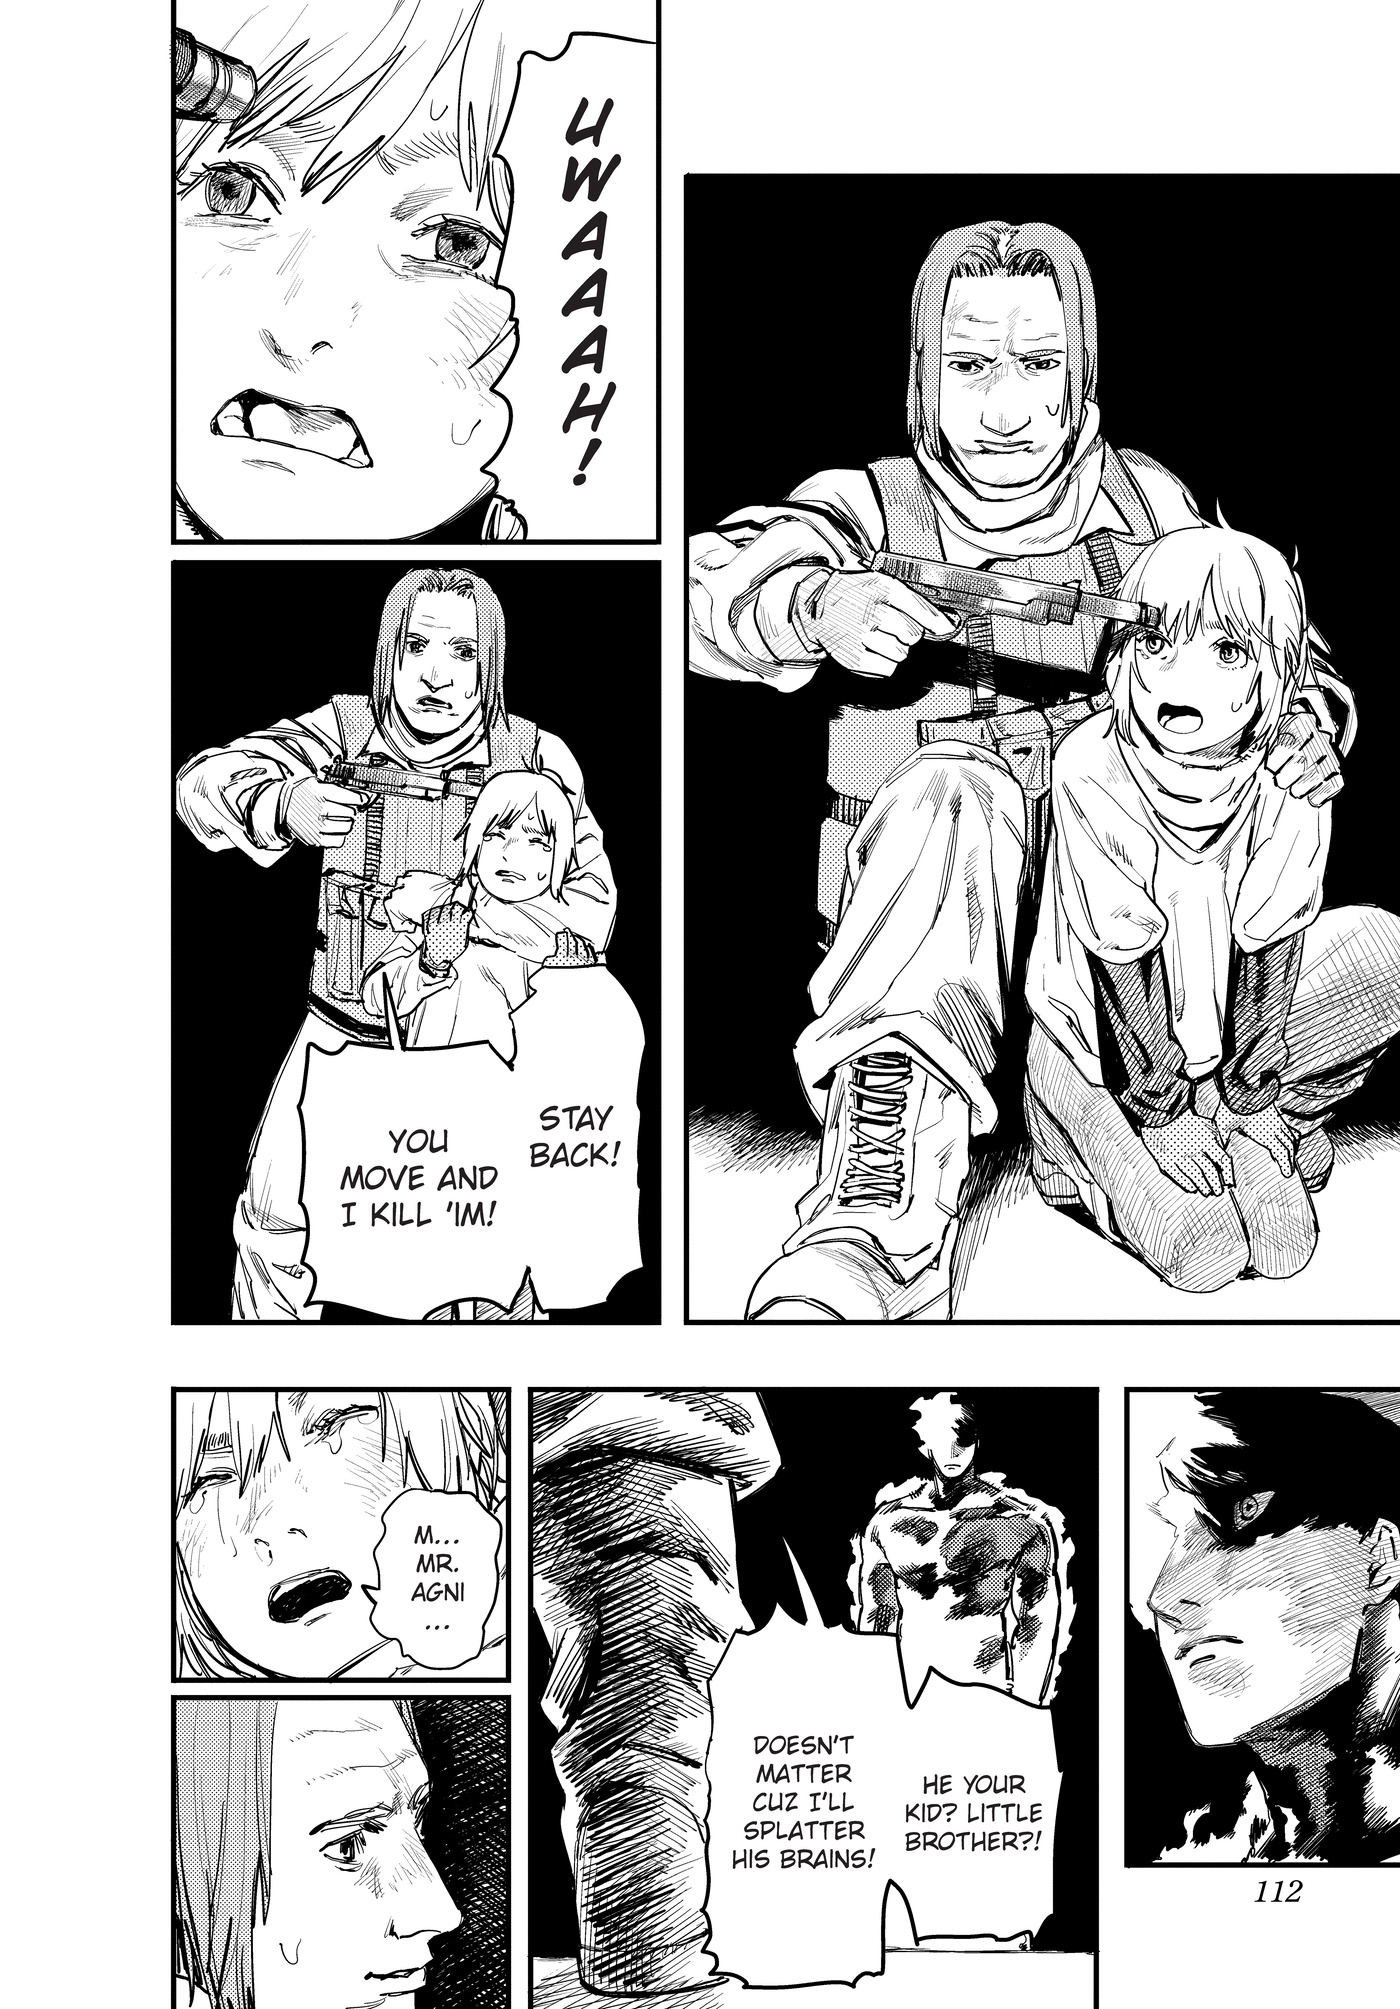 UWAAAH!
STAY
BACK!
YOU
MOVE AND
I KILL 'IM!
HE YOUR
KID? LITTLE
BROTHER?!
DOESN'T
MATTER
CUZ I'LL
SPLATTER
HIS BRAINS!
M...
MR.
AGNI
...
112